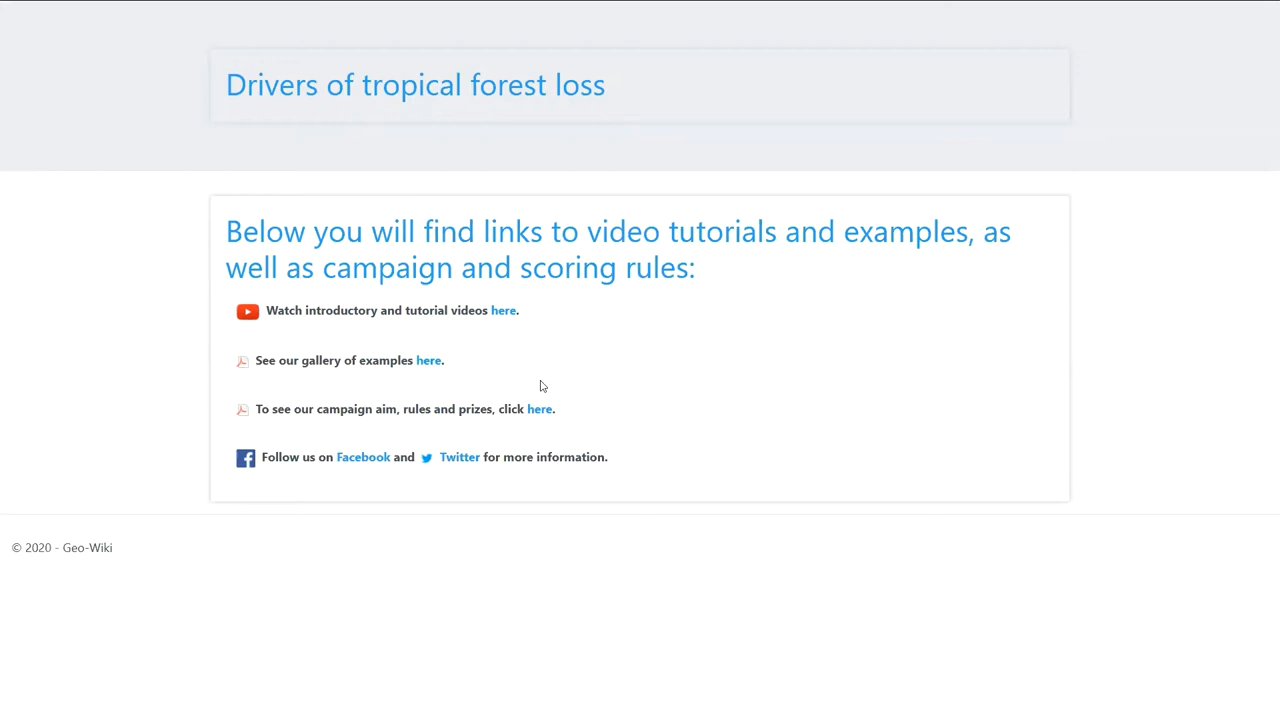 Drivers of tropical forest loss
Below you will find links to video tutorials and examples, as
well as campaign and scoring rules:
Watch introductory and tutorial videos here.
See our gallery of examples here.
To see our campaign aim, rules and prizes, click here.
Follow us on Facebook and Twitter for more information.
© 2020 - Geo-Wiki